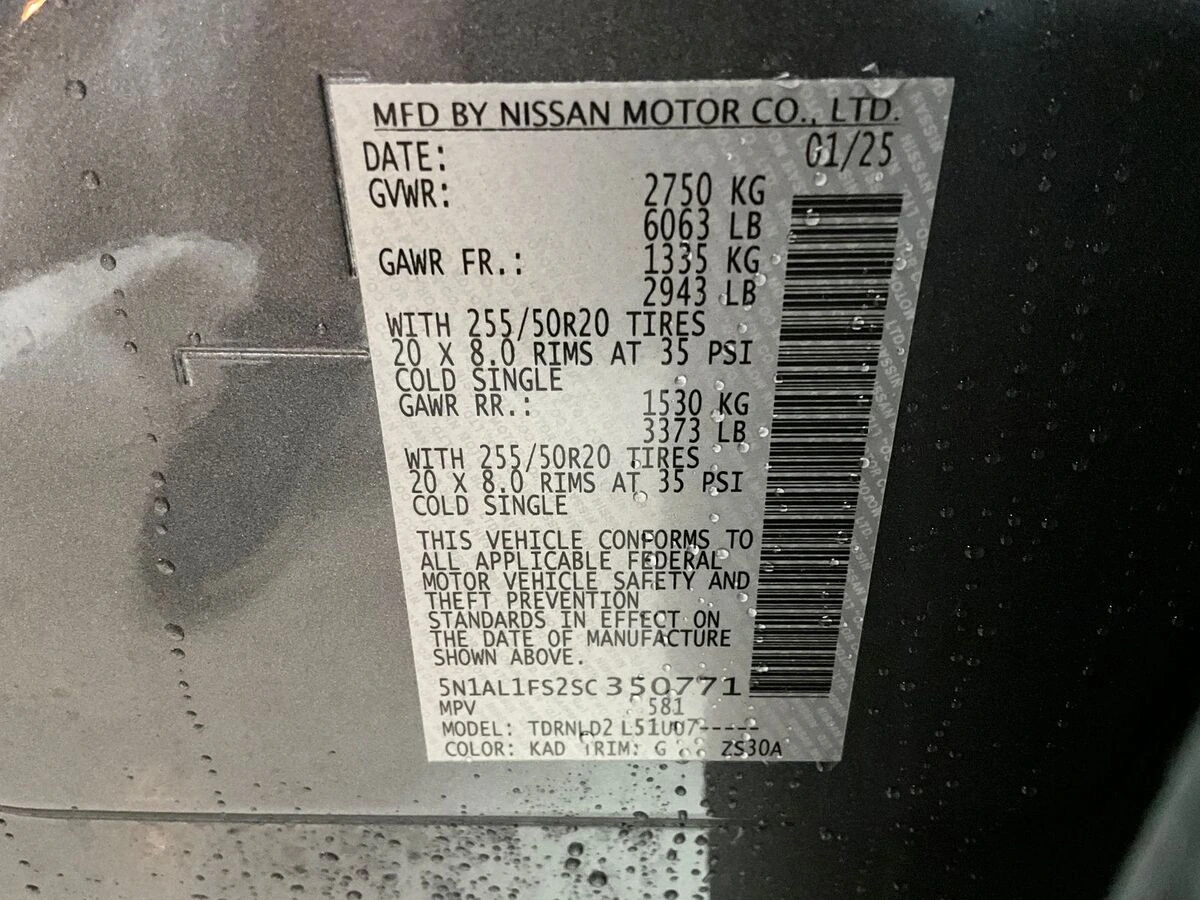 MFD BY NISSAN MOTOR CO., LTD.
DATE: 01/25
GVWR: 2750 KG
6063 LB
GAWR FR.: 1335 KG
2943 LB
WITH 255/50R20 TIRES
20 X 8.0 RIMS AT 35 PSI
COLD SINGLE
GAWR RR.: 1530 KG
3373 LB
WITH 255/50R20 TIRES
20 X 8.0 RIMS AT 35 PSI
COLD SINGLE
THIS VEHICLE CONFORMS TO
ALL APPLICABLE FEDERAL
MOTOR VEHICLE SAFETY AND
THEFT PREVENTION
STANDARDS IN EFFECT ON
THE DATE OF MANUFACTURE
SHOWN ABOVE.
5N1AL1FS2SC350771
MPV 581
MODEL: TDRNLD2 L51U07-----
COLOR: KAD TRIM: G ZS30A